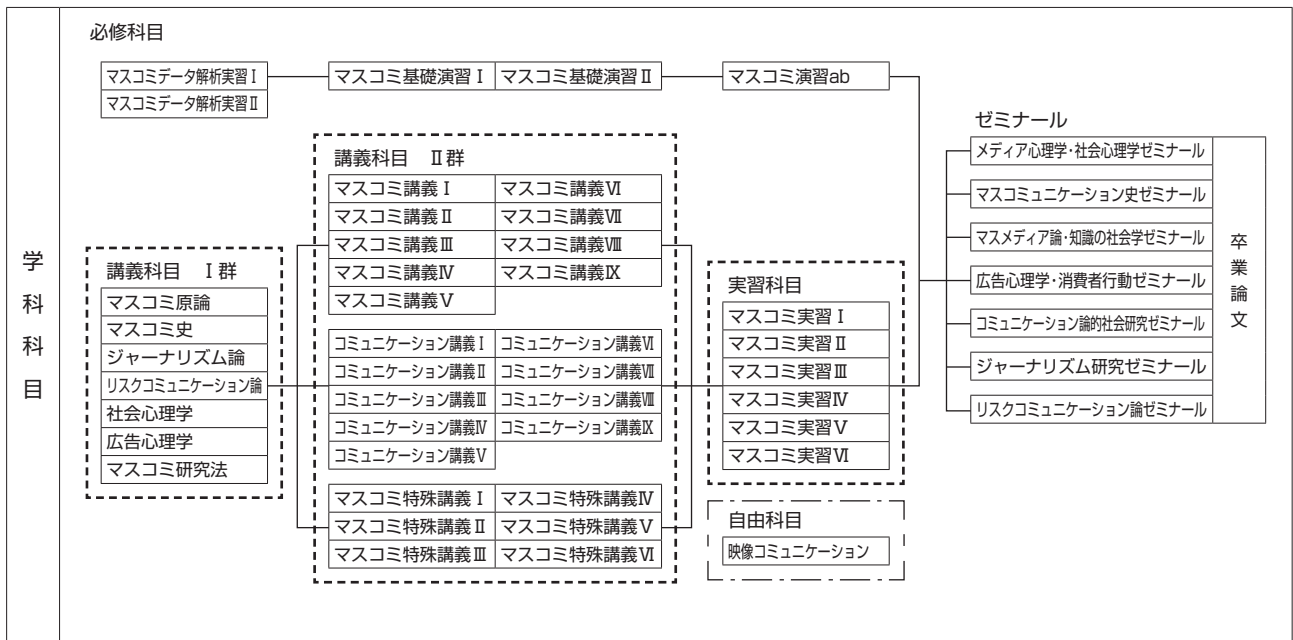 学科科目
必修科目
マスコミデータ解析実習Ⅰ
マスコミデータ解析実習Ⅱ
マスコミ基礎演習Ⅰ
マスコミ基礎演習Ⅱ
マスコミ演習ab
講義科目　Ⅰ群
マスコミ原論
マスコミ史
ジャーナリズム論
リスクコミュニケーション論
社会心理学
広告心理学
マスコミ研究法
講義科目　Ⅱ群
マスコミ講義Ⅰ
マスコミ講義Ⅵ
マスコミ講義Ⅱ
マスコミ講義Ⅶ
マスコミ講義Ⅲ
マスコミ講義Ⅷ
マスコミ講義Ⅳ
マスコミ講義Ⅸ
マスコミ講義Ⅴ
コミュニケーション講義Ⅰ
コミュニケーション講義Ⅵ
コミュニケーション講義Ⅱ
コミュニケーション講義Ⅶ
コミュニケーション講義Ⅲ
コミュニケーション講義Ⅷ
コミュニケーション講義Ⅳ
コミュニケーション講義Ⅸ
コミュニケーション講義Ⅴ
マスコミ特殊講義Ⅰ
マスコミ特殊講義Ⅳ
マスコミ特殊講義Ⅱ
マスコミ特殊講義Ⅴ
マスコミ特殊講義Ⅲ
マスコミ特殊講義Ⅵ
実習科目
マスコミ実習Ⅰ
マスコミ実習Ⅱ
マスコミ実習Ⅲ
マスコミ実習Ⅳ
マスコミ実習Ⅴ
マスコミ実習Ⅵ
自由科目
映像コミュニケーション
ゼミナール
メディア心理学・社会心理学ゼミナール
マスコミュニケーション史ゼミナール
マスメディア論・知識の社会学ゼミナール
広告心理学・消費者行動ゼミナール
コミュニケーション論的社会研究ゼミナール
ジャーナリズム研究ゼミナール
リスクコミュニケーション論ゼミナール
卒業論文